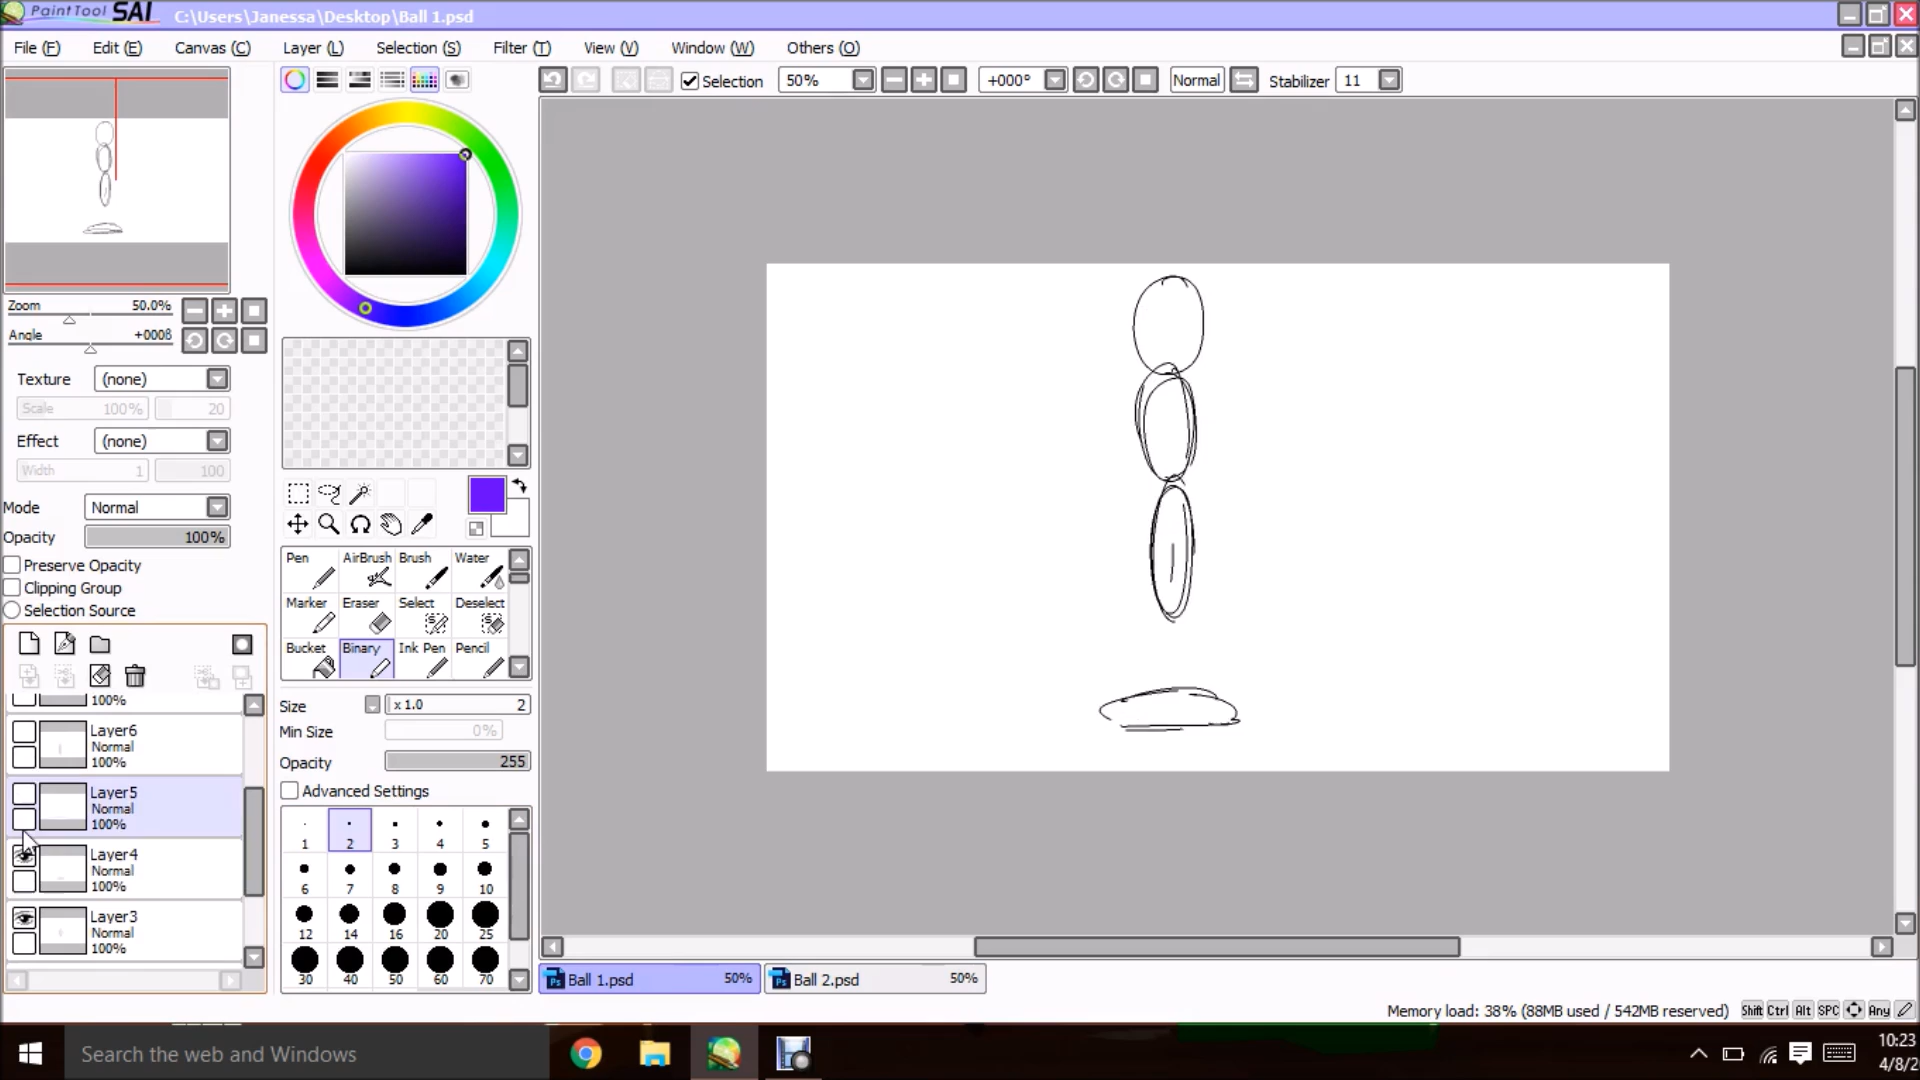 PaintTool SAI C:\Users\Janessa\Desktop\Ball 1.psd
File (F) Edit (E) Canvas (C) Layer (L) Selection (S) Filter (T) View (V) Window (W) Others (O)
Selection 50% +000° Normal Stabilizer 11
Zoom 50.0%
Angle +000ß
Texture (none)
Scale 100% 20
Effect (none)
Width 1 100
Mode Normal
Opacity 100%
Preserve Opacity
Clipping Group
Selection Source
100%
Layer6
Normal
100%
Layer5
Normal
100%
Layer4
Normal
100%
Layer3
Normal
100%
Pen AirBrush Brush Water
Marker Eraser Select Deselect
Bucket Binary Ink Pen Pencil
Size x 1.0 2
Min Size 0%
Opacity 255
Advanced Settings
1 2 3 4 5
6 7 8 9 10
12 14 16 20 25
30 40 50 60 70
Ball 1.psd 50% Ball 2.psd 50%
Memory load: 38% (88MB used / 542MB reserved) Shift Ctrl Alt SPC Any
Search the web and Windows
10:23
4/8/2